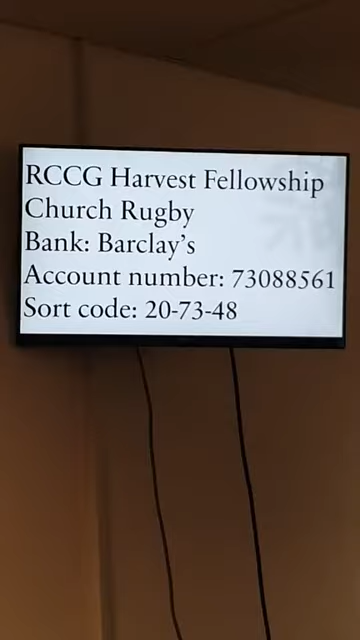 RCCG Harvest Fellowship
Church Rugby
Bank: Barclay's
Account number: 73088561
Sort code: 20-73-48